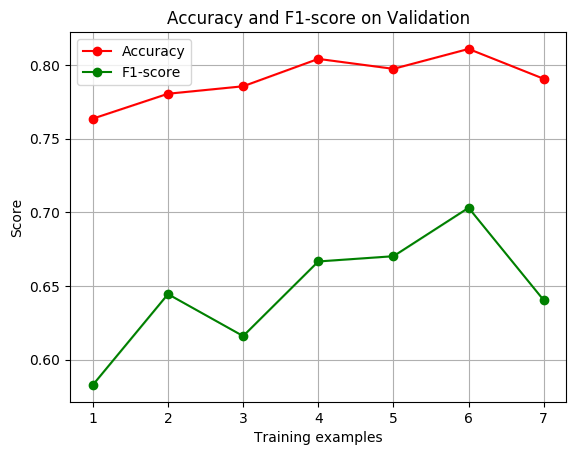 Accuracy and F1-score on Validation
Accuracy
F1-score
0.80
0.75
0.70
0.65
0.60
Score
1 2 3 4 5 6 7
Training examples